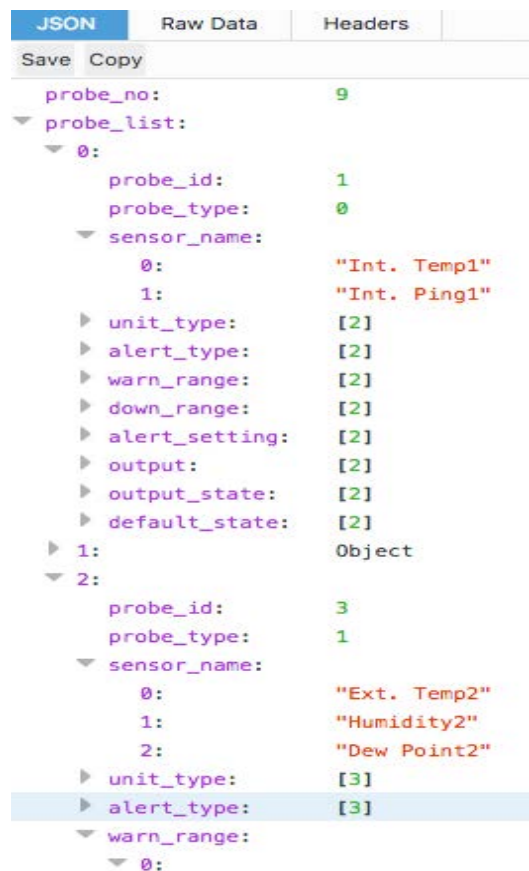 JSON Raw Data Headers
Save Copy
probe_no: 9
probe_list:
0:
probe_id: 1
probe_type: 0
sensor_name:
0: "Int. Temp1"
1: "Int. Ping1"
unit_type: [2]
alert_type: [2]
warn_range: [2]
down_range: [2]
alert_setting: [2]
output: [2]
output_state: [2]
default_state: [2]
1: Object
2:
probe_id: 3
probe_type: 1
sensor_name:
0: "Ext. Temp2"
1: "Humidity2"
2: "Dew Point2"
unit_type: [3]
alert_type: [3]
warn_range:
0: